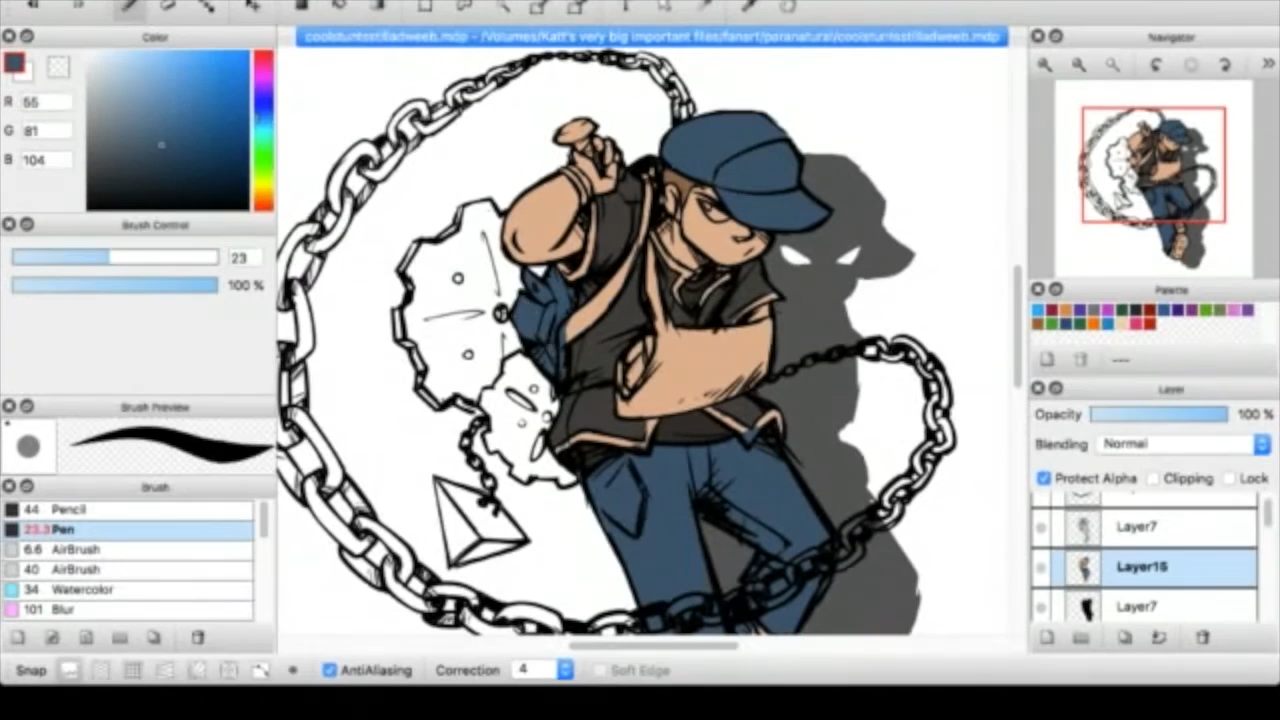 Color
coolstuntsstilladweeb.mdp - /Volumes/Katt's very big important files/fanart/paranatural/coolstuntsstilladweeb.mdp
Navigator
R 55
G 81
B 104
Brush Control
23
100 %
Palette
---
Layer
Opacity 100 %
Blending Normal
Protect Alpha Clipping Lock
Brush Preview
Brush
44 Pencil
23.3 Pen
6.6 AirBrush
40 AirBrush
34 Watercolor
101 Blur
Layer7
Layer15
Layer7
Snap AntiAliasing Correction 4 Soft Edge